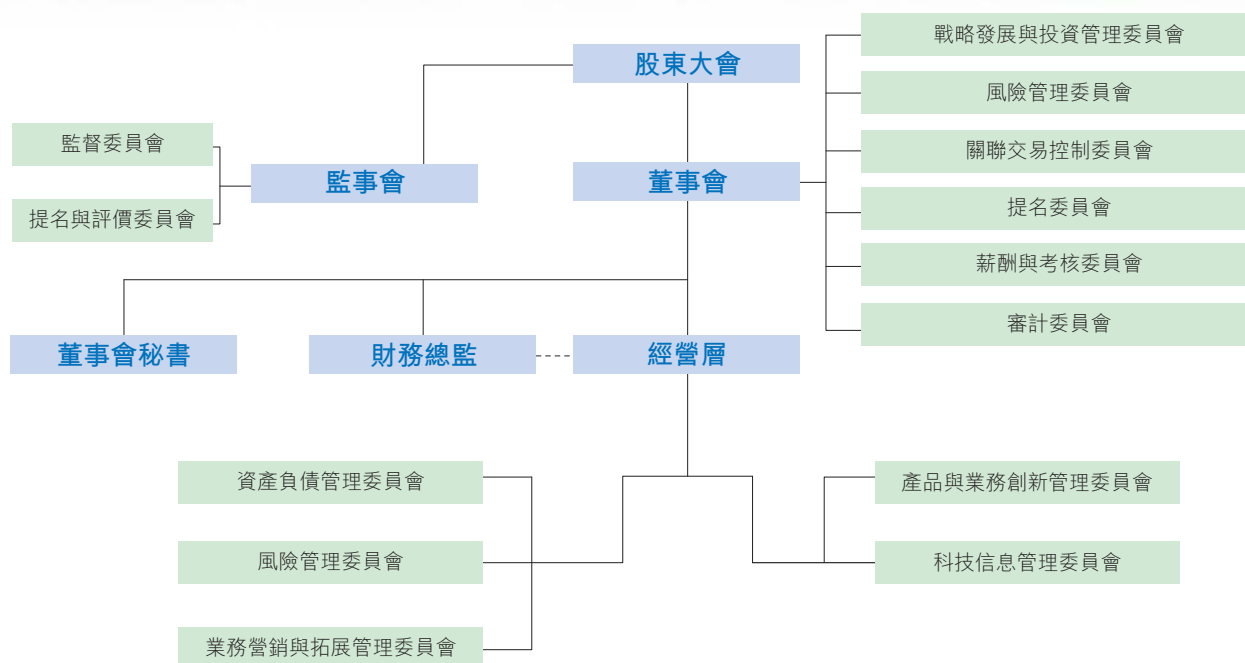 股東大會
監督委員會
提名與評價委員會
監事會
董事會
戰略發展與投資管理委員會
風險管理委員會
關聯交易控制委員會
提名委員會
薪酬與考核委員會
審計委員會
董事會秘書
財務總監
經營層
資產負債管理委員會
風險管理委員會
業務營銷與拓展管理委員會
產品與業務創新管理委員會
科技信息管理委員會